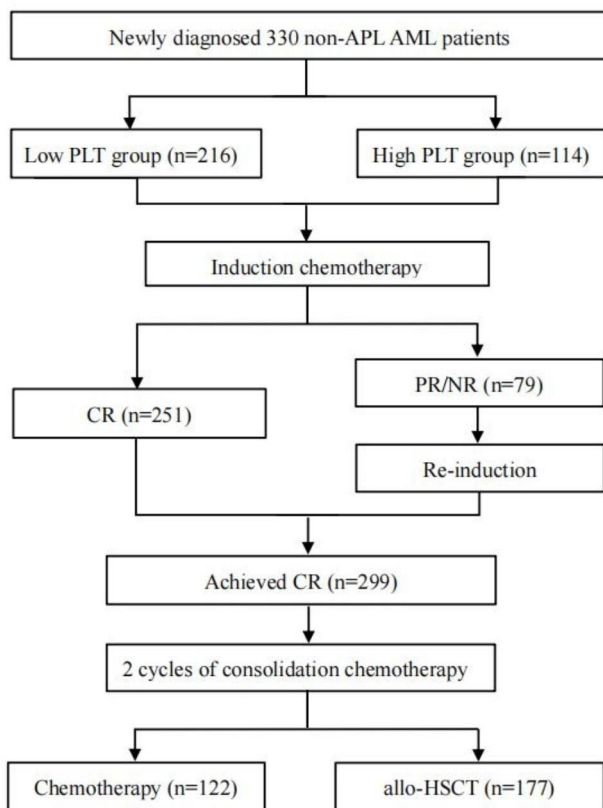 Newly diagnosed 330 non-APL AML patients
Low PLT group (n=216)
High PLT group (n=114)
Induction chemotherapy
CR (n=251)
PR/NR (n=79)
Re-induction
Achieved CR (n=299)
2 cycles of consolidation chemotherapy
Chemotherapy (n=122)
allo-HSCT (n=177)